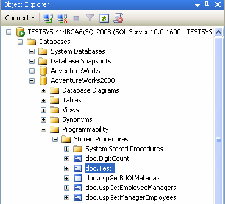 Object Explorer
Connect
Databases
System Databases
Database Snapshots
AdventureWorks
AdventureWorks2000
Database Diagrams
Tables
Views
Synonyms
Programmability
Stored Procedures
System Stored Procedures
dbo.DigitCount
dbo.Test
dbo.uspGetBillOfMaterials
dbo.uspGetEmployeeManagers
dbo.uspGetManagerEmployees